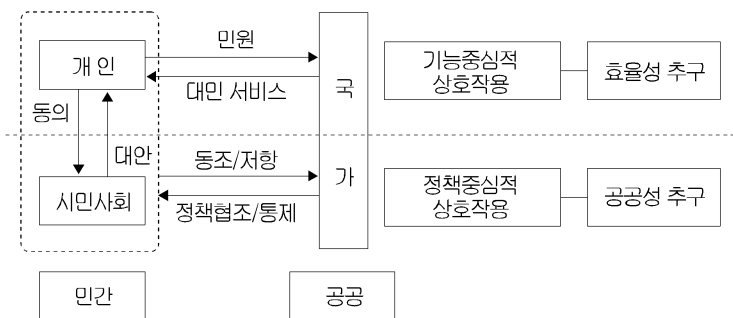 개인
민원
대민 서비스
동의
대안
동조/저항
시민사회
정책협조/통제
국
가
기능중심적
상호작용
효율성 추구
정책중심적
상호작용
공공성 추구
민간
공공